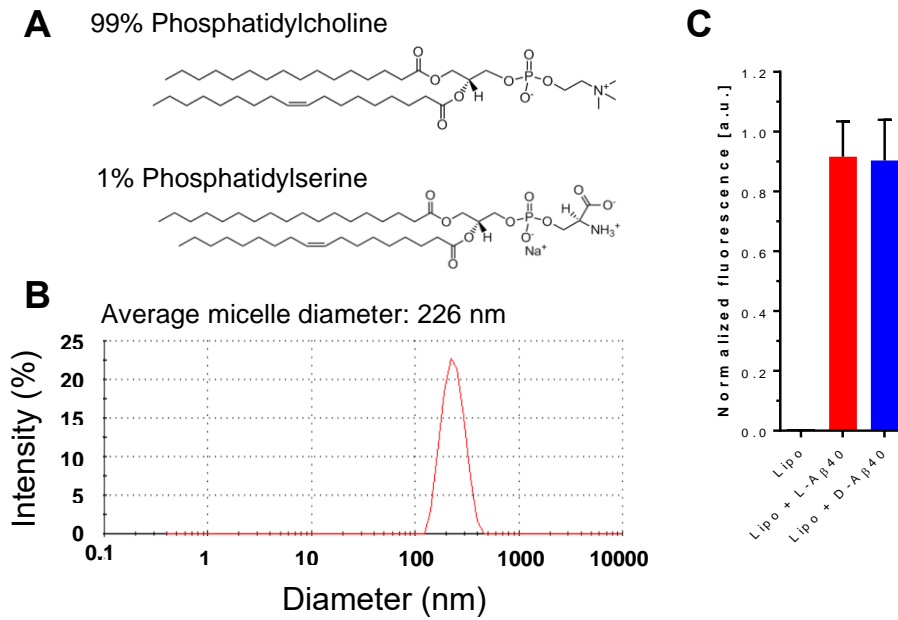 A
99% Phosphatidylcholine
O
O
O
O
H
O
P
O
O-
O
N+
1% Phosphatidylserine
O
O
O
O
H
O
P
O
O-
Na+
O
H
O
O-
NH3+
B
Average micelle diameter: 226 nm
Intensity (%)
25
20
15
10
5
0
0.1
1
10
100
1000
10000
Diameter (nm)
C
Normalized fluorescence [a.u.]
1.2
1.0
0.8
0.6
0.4
0.2
0.0
Lipo
Lipo + L-Aβ40
Lipo + D-Aβ40